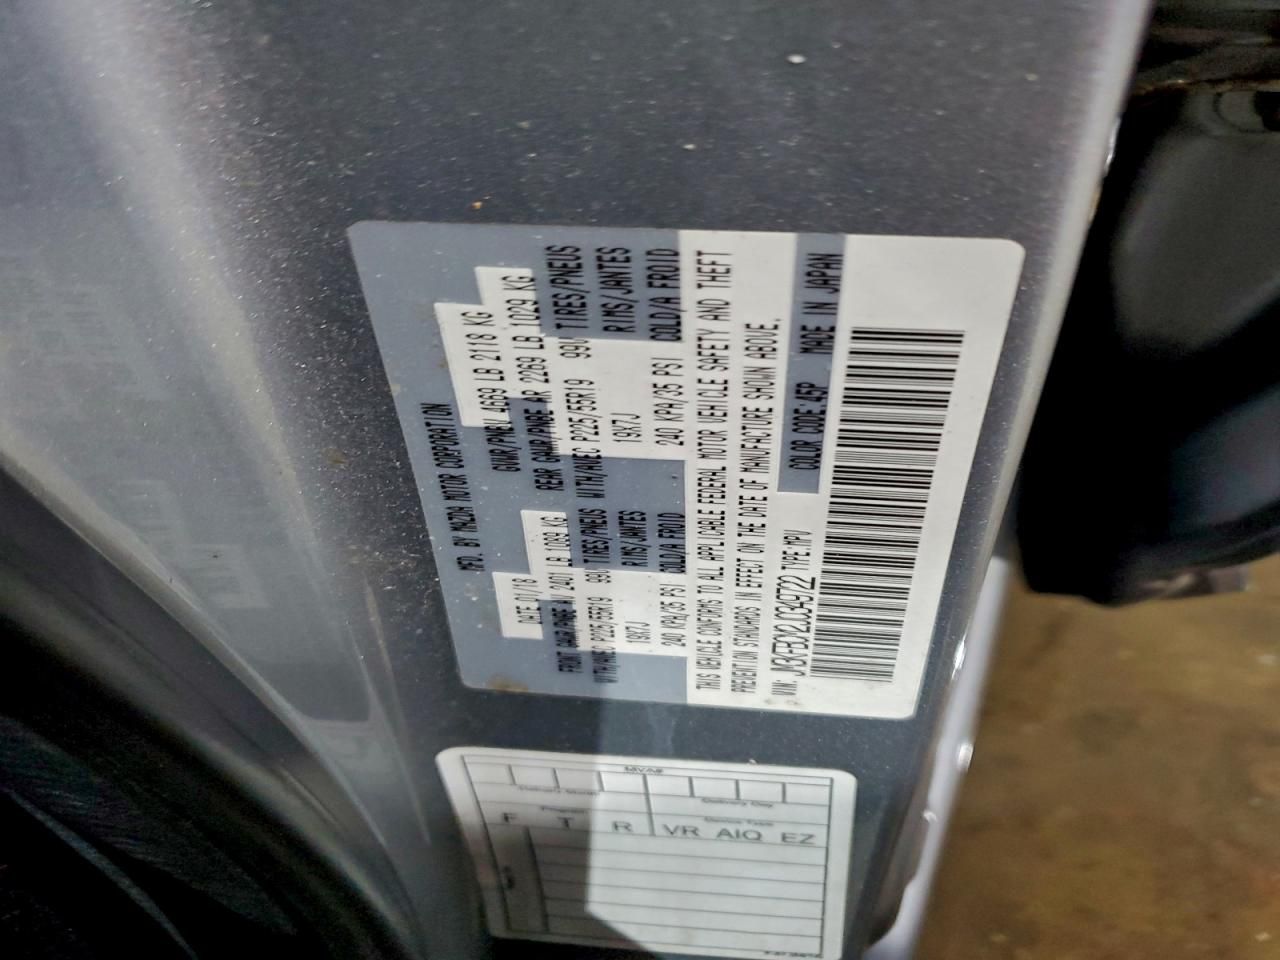 MFD. BY MAZDA MOTOR CORPORATION
DATE 01/18 GVWR/PNBV 4669 LB 2118 KG
FRONT GAWR/PNBE AV 2401 LB 1089 KG REAR GAWR/PNBE AR 2269 LB 1029 KG
WITH/AVEC P225/55R19 99V TIRES/PNEUS WITH/AVEC P225/55R19 99V TIRES/PNEUS
19X7J RIMS/JANTES 19X7J RIMS/JANTES
240 KPA/35 PSI COLD/A FROID 240 KPA/35 PSI COLD/A FROID
THIS VEHICLE CONFORMS TO ALL APPLICABLE FEDERAL MOTOR VEHICLE SAFETY AND THEFT
PREVENTION STANDARDS IN EFFECT ON THE DATE OF MANUFACTURE SHOWN ABOVE.
VIN: TYPE:MPV COLOR CODE:45P MADE IN JAPAN
Delivery Day
F T R VR AIQ EZ